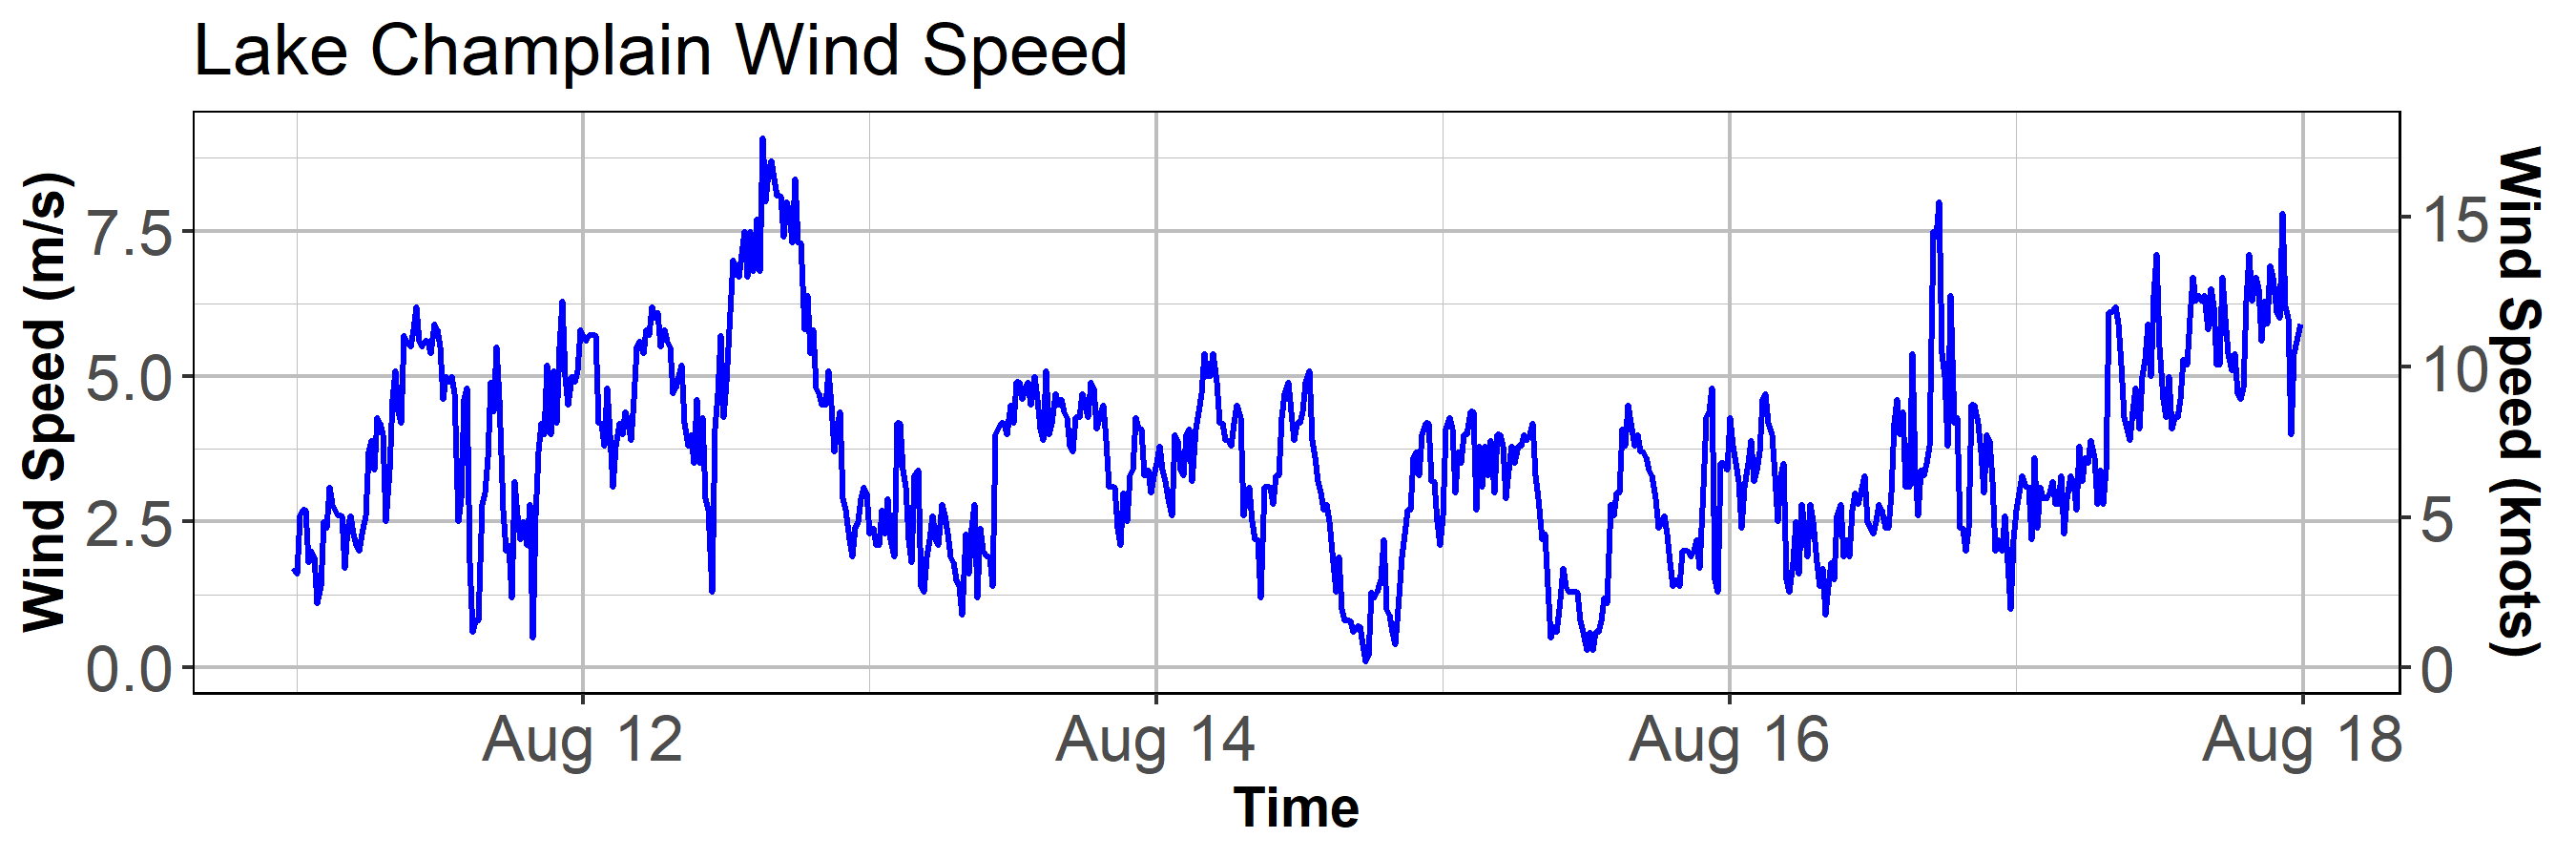 Lake Champlain Wind Speed
Wind Speed (m/s)
7.5
5.0
2.5
0.0
15
10
5
0
Wind Speed (knots)
Aug 12
Aug 14
Aug 16
Aug 18
Time